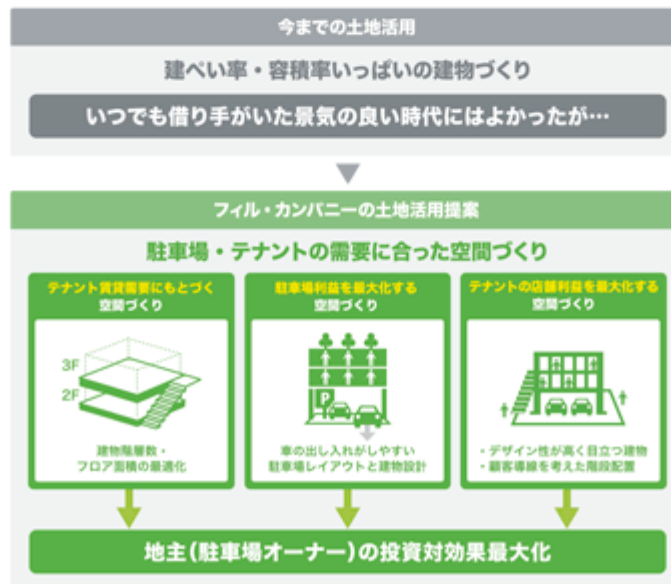 今までの土地活用
建ぺい率・容積率いっぱいの建物づくり
いつでも借り手がいた景気の良い時代にはよかったが…
フィル・カンパニーの土地活用提案
駐車場・テナントの需要に合った空間づくり
テナント賃貸需要にもとづく
空間づくり
3F
2F
建物階層数・
フロア面積の最適化
駐車場利益を最大化する
空間づくり
P
車の出し入れがしやすい
駐車場レイアウトと建物設計
テナントの店舗利益を最大化する
空間づくり
・デザイン性が高く目立つ建物
・顧客導線を考えた階段配置
地主(駐車場オーナー)の投資対効果最大化